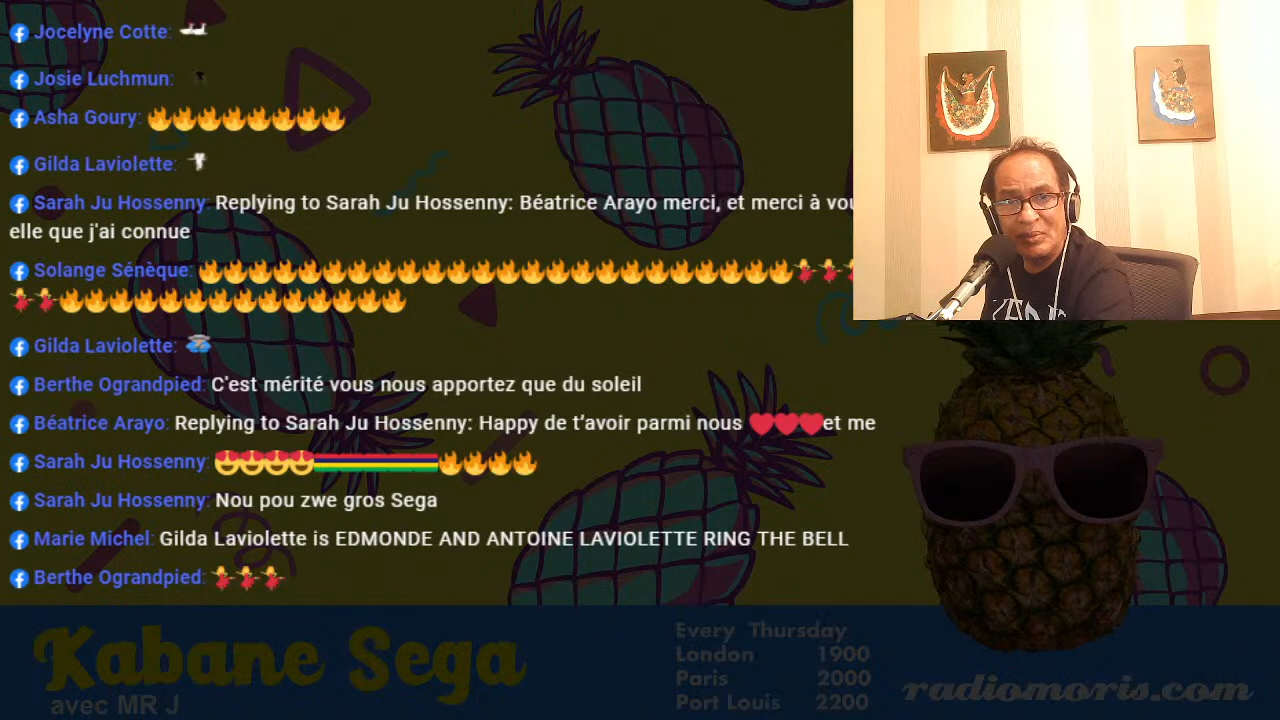 Jocelyne Cotte:
Josie Luchmun:
Asha Goury: 🔥🔥🔥🔥🔥🔥🔥🔥
Gilda Laviolette:
Sarah Ju Hossenny: Replying to Sarah Ju Hossenny: Béatrice Arayo merci, et merci à vou
elle que j'ai connue
Solange Sénèque: 🔥🔥🔥🔥🔥🔥🔥🔥🔥🔥🔥🔥🔥🔥🔥🔥🔥🔥🔥🔥🔥🔥🔥🔥💃💃💃
💃💃🔥🔥🔥🔥🔥🔥🔥🔥🔥🔥🔥🔥🔥🔥
Gilda Laviolette:
Berthe Ograndpied: C'est mérité vous nous apportez que du soleil
Béatrice Arayo: Replying to Sarah Ju Hossenny: Happy de t’avoir parmi nous ❤️❤️❤️et me
Sarah Ju Hossenny: 😍😍😍😍🇲🇺🇲🇺🇲🇺🇲🇺🇲🇺🔥🔥🔥🔥
Sarah Ju Hossenny: Nou pou zwe gros Sega
Marie Michel: Gilda Laviolette is EDMONDE AND ANTOINE LAVIOLETTE RING THE BELL
Berthe Ograndpied: 💃💃💃
Kabane Sega
avec MR J
Every Thursday
London 1900
Paris 2000
Port Louis 2200
radiomoris.com